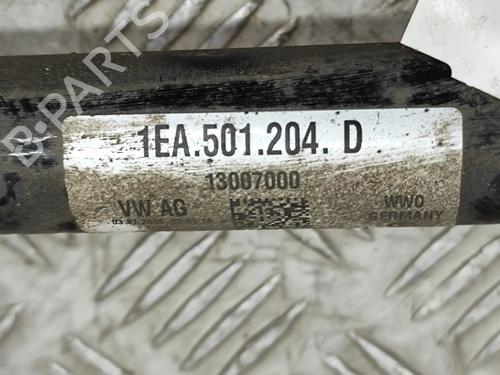 B-PARTS
1EA.501.204. D
13007000
VW AG
WWO
GERMANY